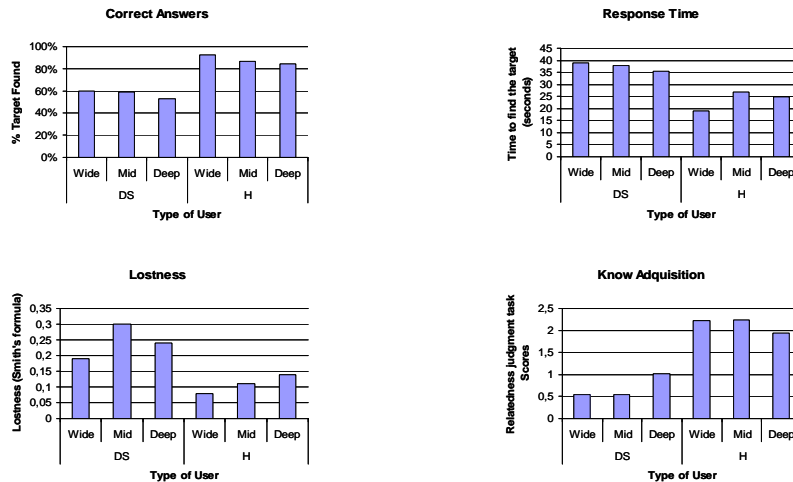 Correct Answers
% Target Found
100%
80%
60%
40%
20%
0%
Wide Mid Deep Wide Mid Deep
DS H
Type of User
Response Time
Time to find the target
(seconds)
45
40
35
30
25
20
15
10
5
0
Wide Mid Deep Wide Mid Deep
DS H
Type of User
Lostness
Lostness (Smith's formula)
0,35
0,3
0,25
0,2
0,15
0,1
0,05
0
Wide Mid Deep Wide Mid Deep
DS H
Type of User
Know Adquisition
Relatedness judgment task
Scores
2,5
2
1,5
1
0,5
0
Wide Mid Deep Wide Mid Deep
DS H
Type of User